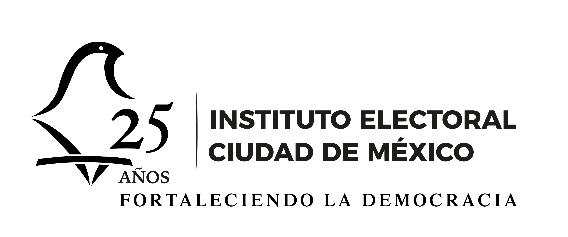 25
AÑOS
INSTITUTO ELECTORAL
CIUDAD DE MÉXICO
FORTALECIENDO LA DEMOCRACIA